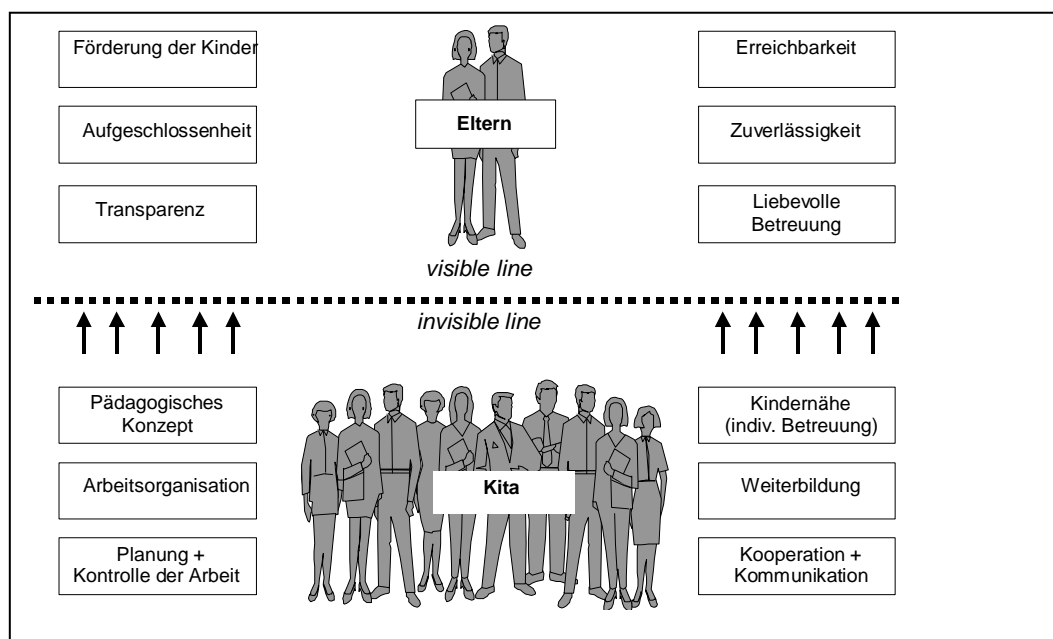 Förderung der Kinder
Aufgeschlossenheit
Transparenz
Eltern
Erreichbarkeit
Zuverlässigkeit
Liebevolle
Betreuung
visible line
invisible line
Pädagogisches
Konzept
Arbeitsorganisation
Planung +
Kontrolle der Arbeit
Kita
Kindernähe
(indiv. Betreuung)
Weiterbildung
Kooperation +
Kommunikation